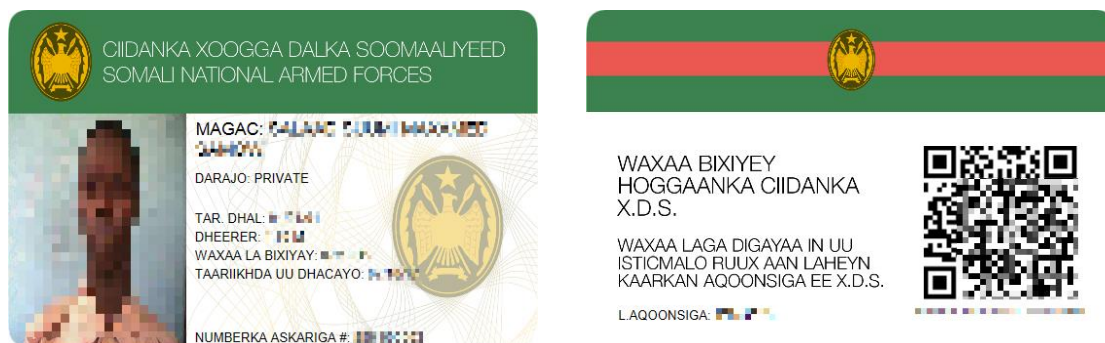 CIIDANKA XOOGGA DALKA SOOMAALIYEED
SOMALI NATIONAL ARMED FORCES
MAGAC:
DARAJO: PRIVATE
TAR. DHAL:
DHEERER:
WAXAA LA BIXIYAY:
TAARIIKHDA UU DHACAYO:
NUMBERKA ASKARIGA #:
WAXAA BIXIYEY
HOGGAANKA CIIDANKA
X.D.S.
WAXAA LAGA DIGAYAA IN UU
ISTICMALO RUUX AAN LAHEYN
KAARKAN AQOONSIGA EE X.D.S.
L.AQOONSIGA: